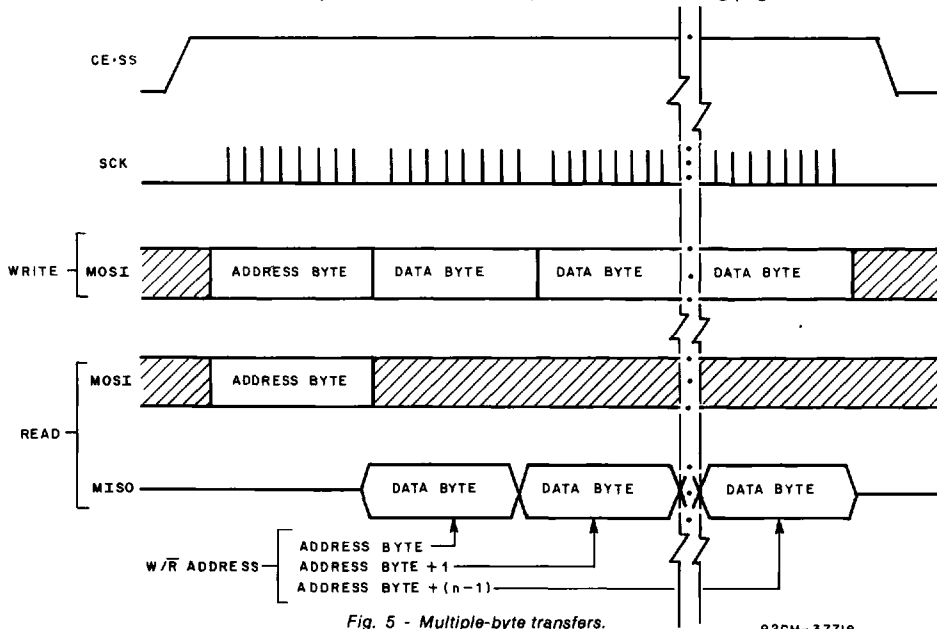 CE·SS
SCK
WRITE MOSI ADDRESS BYTE DATA BYTE DATA BYTE DATA BYTE
MOSI ADDRESS BYTE
READ
MISO DATA BYTE DATA BYTE DATA BYTE
ADDRESS BYTE
W/R̅ ADDRESS ADDRESS BYTE +1
ADDRESS BYTE + (n-1)
Fig. 5 - Multiple-byte transfers.